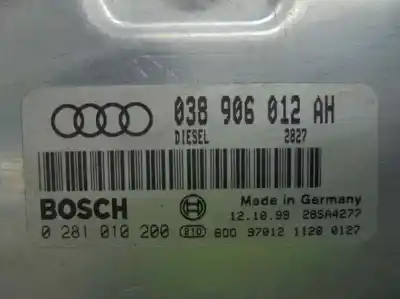 038 906 012 AH
DIESEL 2827
Made in Germany
BOSCH
12.10.99 28SA4277
0 281 010 200 E10 800 97012 1120 0127